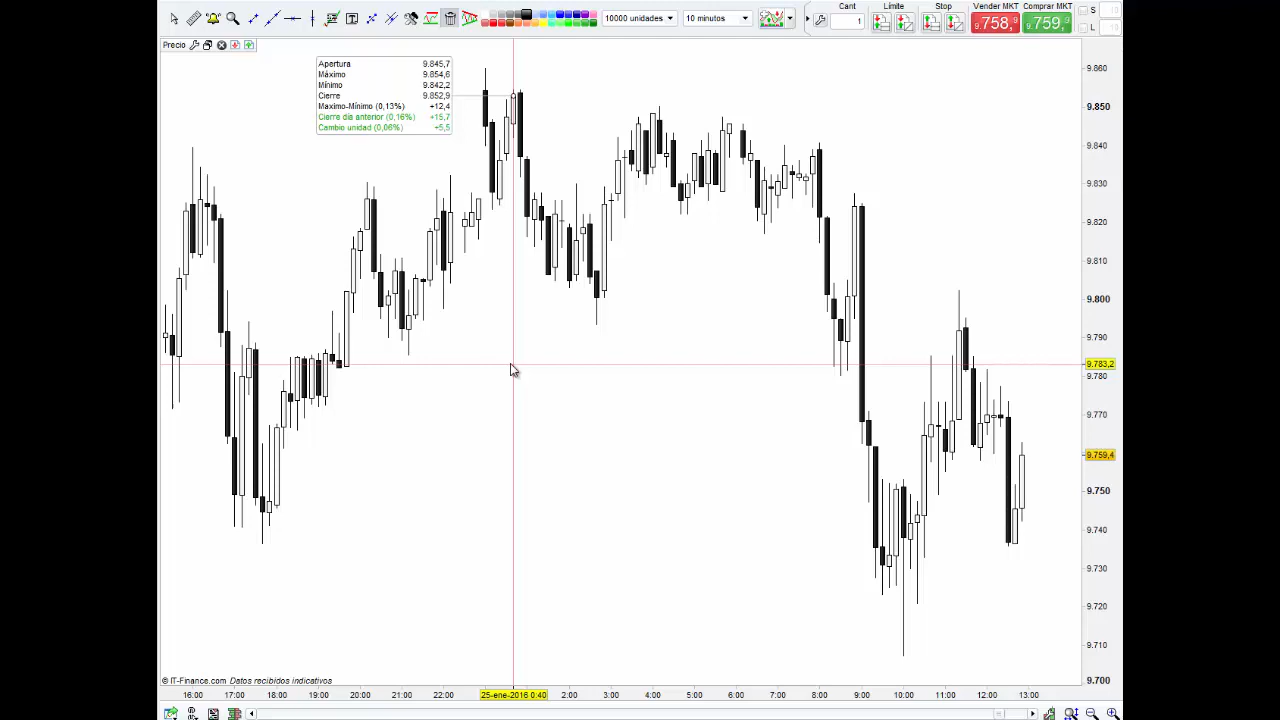 Cant Límite Stop Vender MKT Comprar MKT
10000 unidades 10 minutos 1 9.758,9 9.759,9 S 10
L 10
Precio
Apertura 9.845,7
Máximo 9.854,6
Mínimo 9.842,2
Cierre 9.852,9
Maximo-Mínimo (0,13%) +12,4
Cierre día anterior (0,16%) +15,7
Cambio unidad (0,06%) +5,5
9.860
9.850
9.840
9.830
9.820
9.810
9.800
9.790
9.783,2
9.780
9.770
9.759,4
9.750
9.740
9.730
9.720
9.710
9.700
© IT-Finance.com Datos recibidos indicativos
16:00 17:00 18:00 19:00 20:00 21:00 22:00 25-ene-2016 0:40 2:00 3:00 4:00 5:00 6:00 7:00 8:00 9:00 10:00 11:00 12:00 13:00